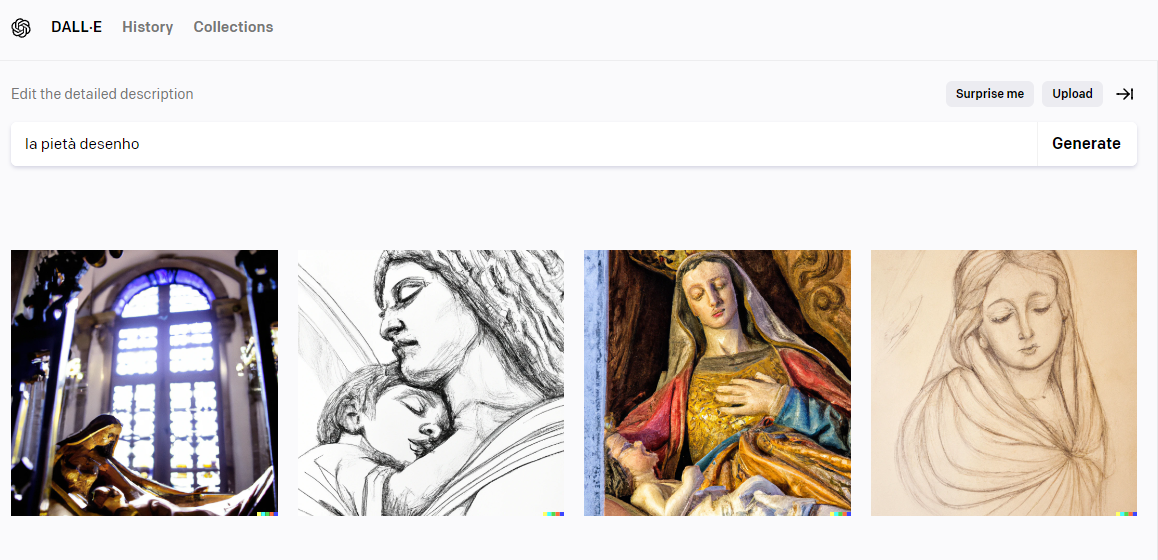 DALL·E History Collections
Edit the detailed description Surprise me Upload
la pietà desenho Generate